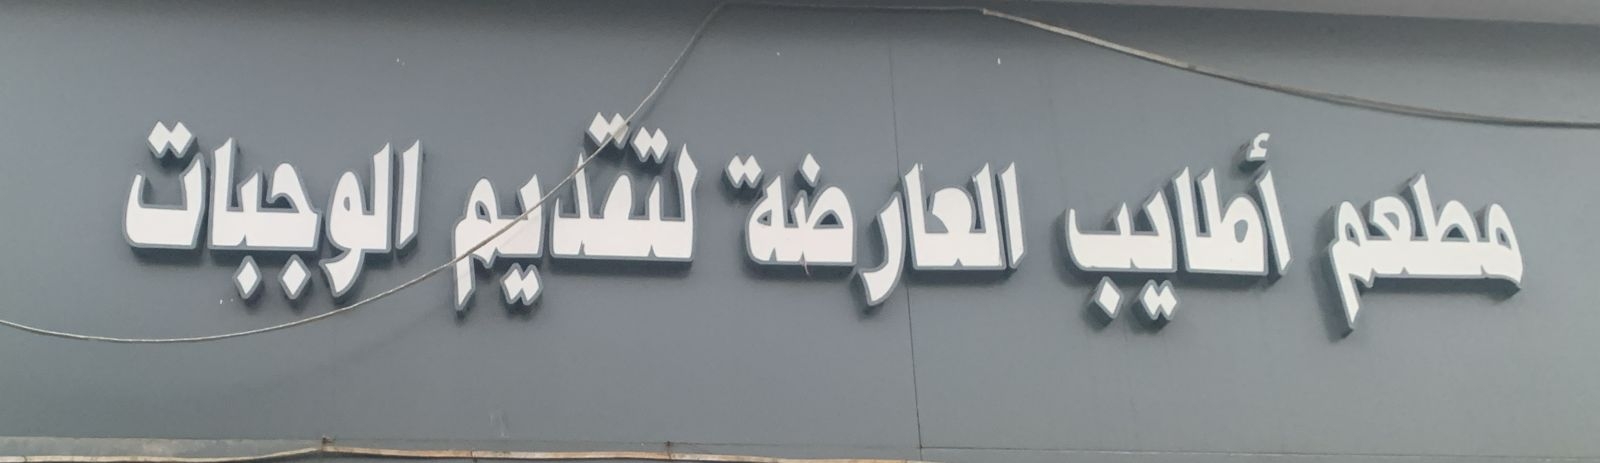 مطعم أطايب العارضة لتقديم الوجبات